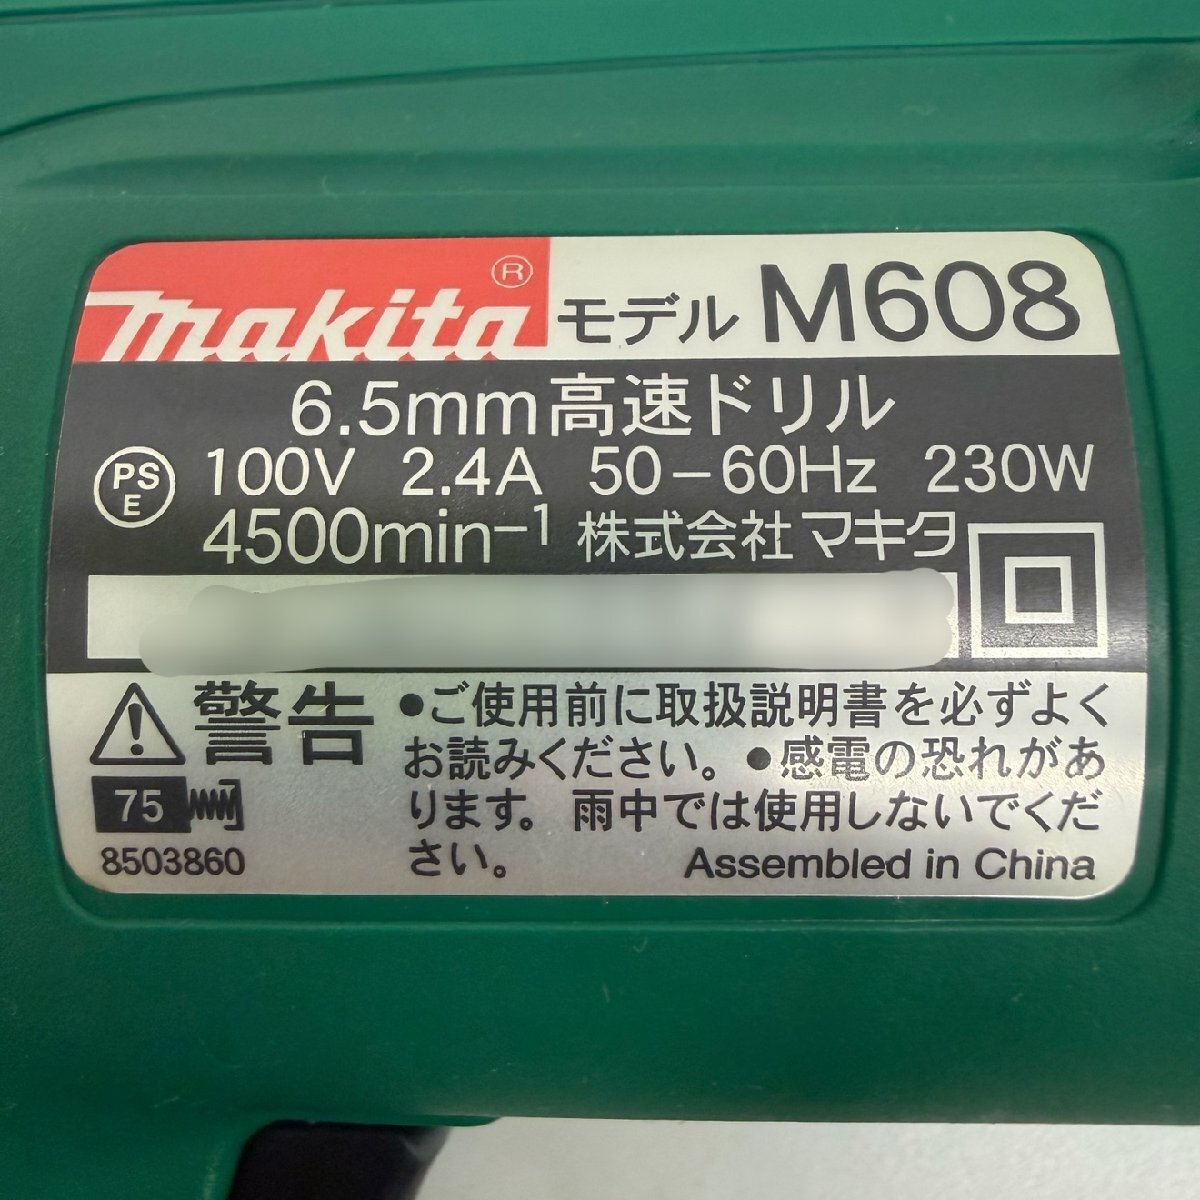 makita®
モデル M608
6.5mm高速ドリル
PSE 100V 2.4A 50-60Hz 230W
4500min-1 株式会社マキタ
警告
●ご使用前に取扱説明書を必ずよく
お読みください。●感電の恐れがあ
ります。雨中では使用しないでくだ
さい。
75
8503860
Assembled in China